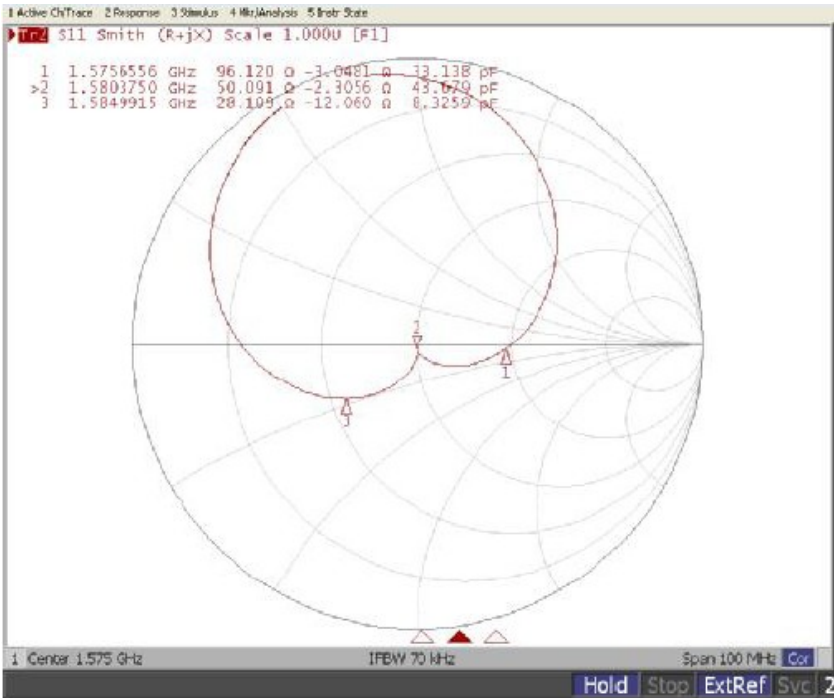 1 Active Ch/Trace 2 Response 3 Stimulus 4 Mkr/Analysis 5 Instr State
Tr2 S11 Smith (R+jX) Scale 1.000U [F1]
1 1.5756556 GHz 96.120 Ω -3.0481 Ω 33.138 pF
>2 1.5803750 GHz 50.091 Ω -2.3056 Ω 43.679 pF
3 1.5849915 GHz 28.109 Ω -12.060 Ω 8.3259 pF
2
1
3
1 Center 1.575 GHz IFBW 70 kHz Span 100 MHz Cor
Hold Stop ExtRef Svc 2